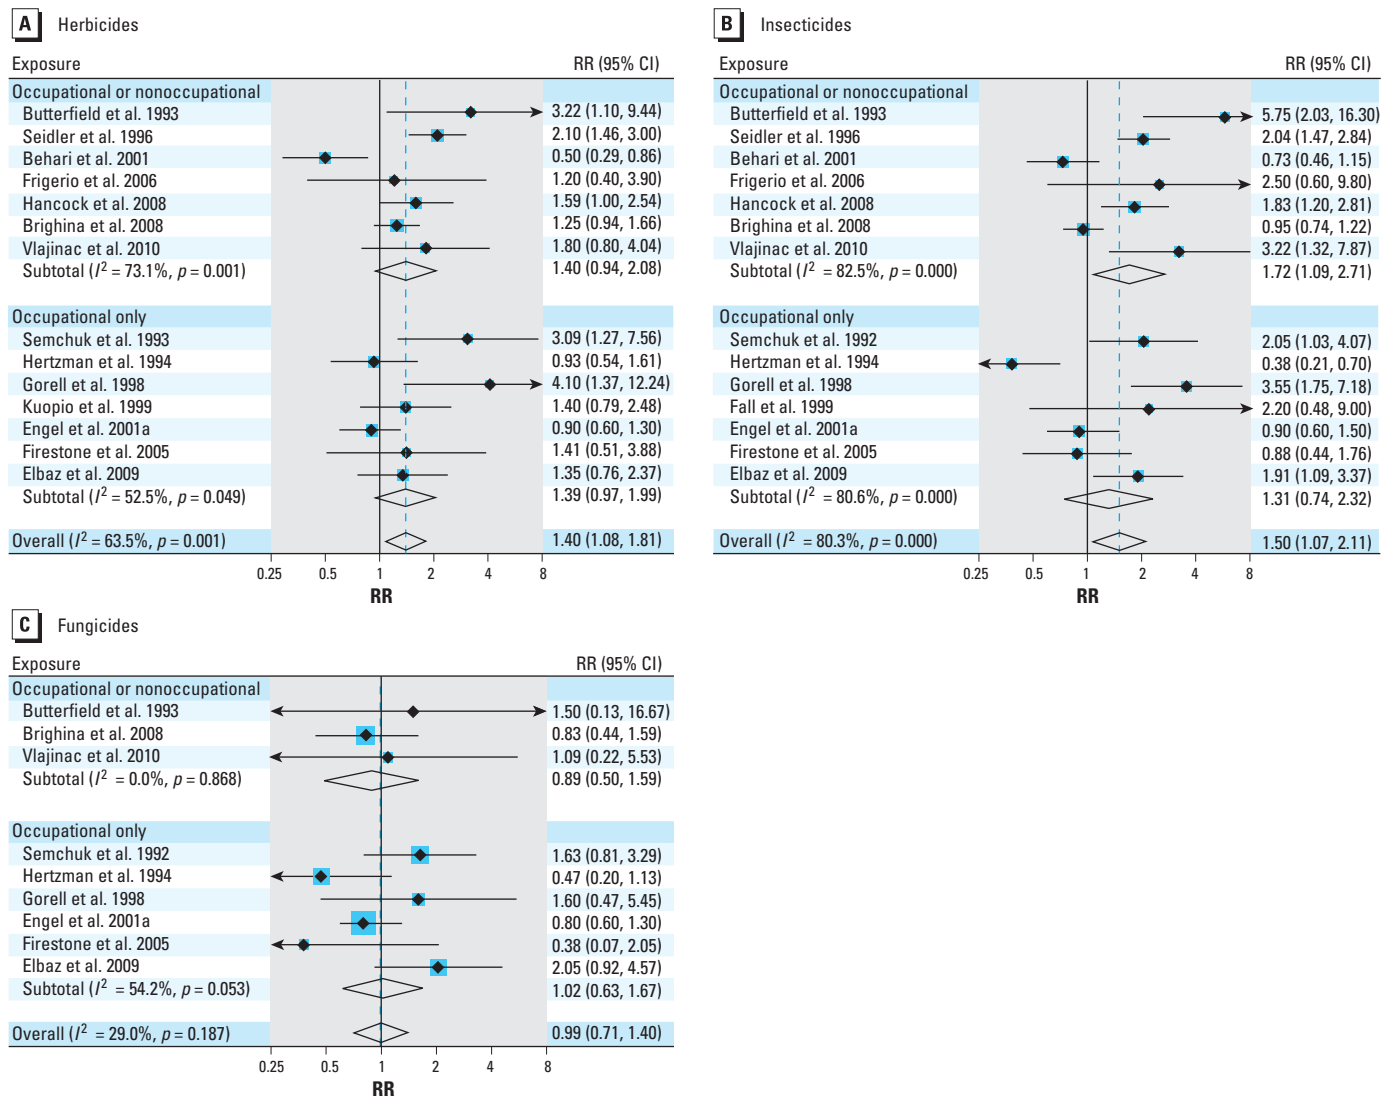 A Herbicides
Exposure RR (95% CI)
Occupational or nonoccupational
Butterfield et al. 1993 3.22 (1.10, 9.44)
Seidler et al. 1996 2.10 (1.46, 3.00)
Behari et al. 2001 0.50 (0.29, 0.86)
Frigerio et al. 2006 1.20 (0.40, 3.90)
Hancock et al. 2008 1.59 (1.00, 2.54)
Brighina et al. 2008 1.25 (0.94, 1.66)
Vlajinac et al. 2010 1.80 (0.80, 4.04)
Subtotal (I² = 73.1%, p = 0.001) 1.40 (0.94, 2.08)
Occupational only
Semchuk et al. 1993 3.09 (1.27, 7.56)
Hertzman et al. 1994 0.93 (0.54, 1.61)
Gorell et al. 1998 4.10 (1.37, 12.24)
Kuopio et al. 1999 1.40 (0.79, 2.48)
Engel et al. 2001a 0.90 (0.60, 1.30)
Firestone et al. 2005 1.41 (0.51, 3.88)
Elbaz et al. 2009 1.35 (0.76, 2.37)
Subtotal (I² = 52.5%, p = 0.049) 1.39 (0.97, 1.99)
Overall (I² = 63.5%, p = 0.001) 1.40 (1.08, 1.81)
0.25 0.5 1 2 4 8
RR
B Insecticides
Exposure RR (95% CI)
Occupational or nonoccupational
Butterfield et al. 1993 5.75 (2.03, 16.30)
Seidler et al. 1996 2.04 (1.47, 2.84)
Behari et al. 2001 0.73 (0.46, 1.15)
Frigerio et al. 2006 2.50 (0.60, 9.80)
Hancock et al. 2008 1.83 (1.20, 2.81)
Brighina et al. 2008 0.95 (0.74, 1.22)
Vlajinac et al. 2010 3.22 (1.32, 7.87)
Subtotal (I² = 82.5%, p = 0.000) 1.72 (1.09, 2.71)
Occupational only
Semchuk et al. 1992 2.05 (1.03, 4.07)
Hertzman et al. 1994 0.38 (0.21, 0.70)
Gorell et al. 1998 3.55 (1.75, 7.18)
Fall et al. 1999 2.20 (0.48, 9.00)
Engel et al. 2001a 0.90 (0.60, 1.50)
Firestone et al. 2005 0.88 (0.44, 1.76)
Elbaz et al. 2009 1.91 (1.09, 3.37)
Subtotal (I² = 80.6%, p = 0.000) 1.31 (0.74, 2.32)
Overall (I² = 80.3%, p = 0.000) 1.50 (1.07, 2.11)
0.25 0.5 1 2 4 8
RR
C Fungicides
Exposure RR (95% CI)
Occupational or nonoccupational
Butterfield et al. 1993 1.50 (0.13, 16.67)
Brighina et al. 2008 0.83 (0.44, 1.59)
Vlajinac et al. 2010 1.09 (0.22, 5.53)
Subtotal (I² = 0.0%, p = 0.868) 0.89 (0.50, 1.59)
Occupational only
Semchuk et al. 1992 1.63 (0.81, 3.29)
Hertzman et al. 1994 0.47 (0.20, 1.13)
Gorell et al. 1998 1.60 (0.47, 5.45)
Engel et al. 2001a 0.80 (0.60, 1.30)
Firestone et al. 2005 0.38 (0.07, 2.05)
Elbaz et al. 2009 2.05 (0.92, 4.57)
Subtotal (I² = 54.2%, p = 0.053) 1.02 (0.63, 1.67)
Overall (I² = 29.0%, p = 0.187) 0.99 (0.71, 1.40)
0.25 0.5 1 2 4 8
RR